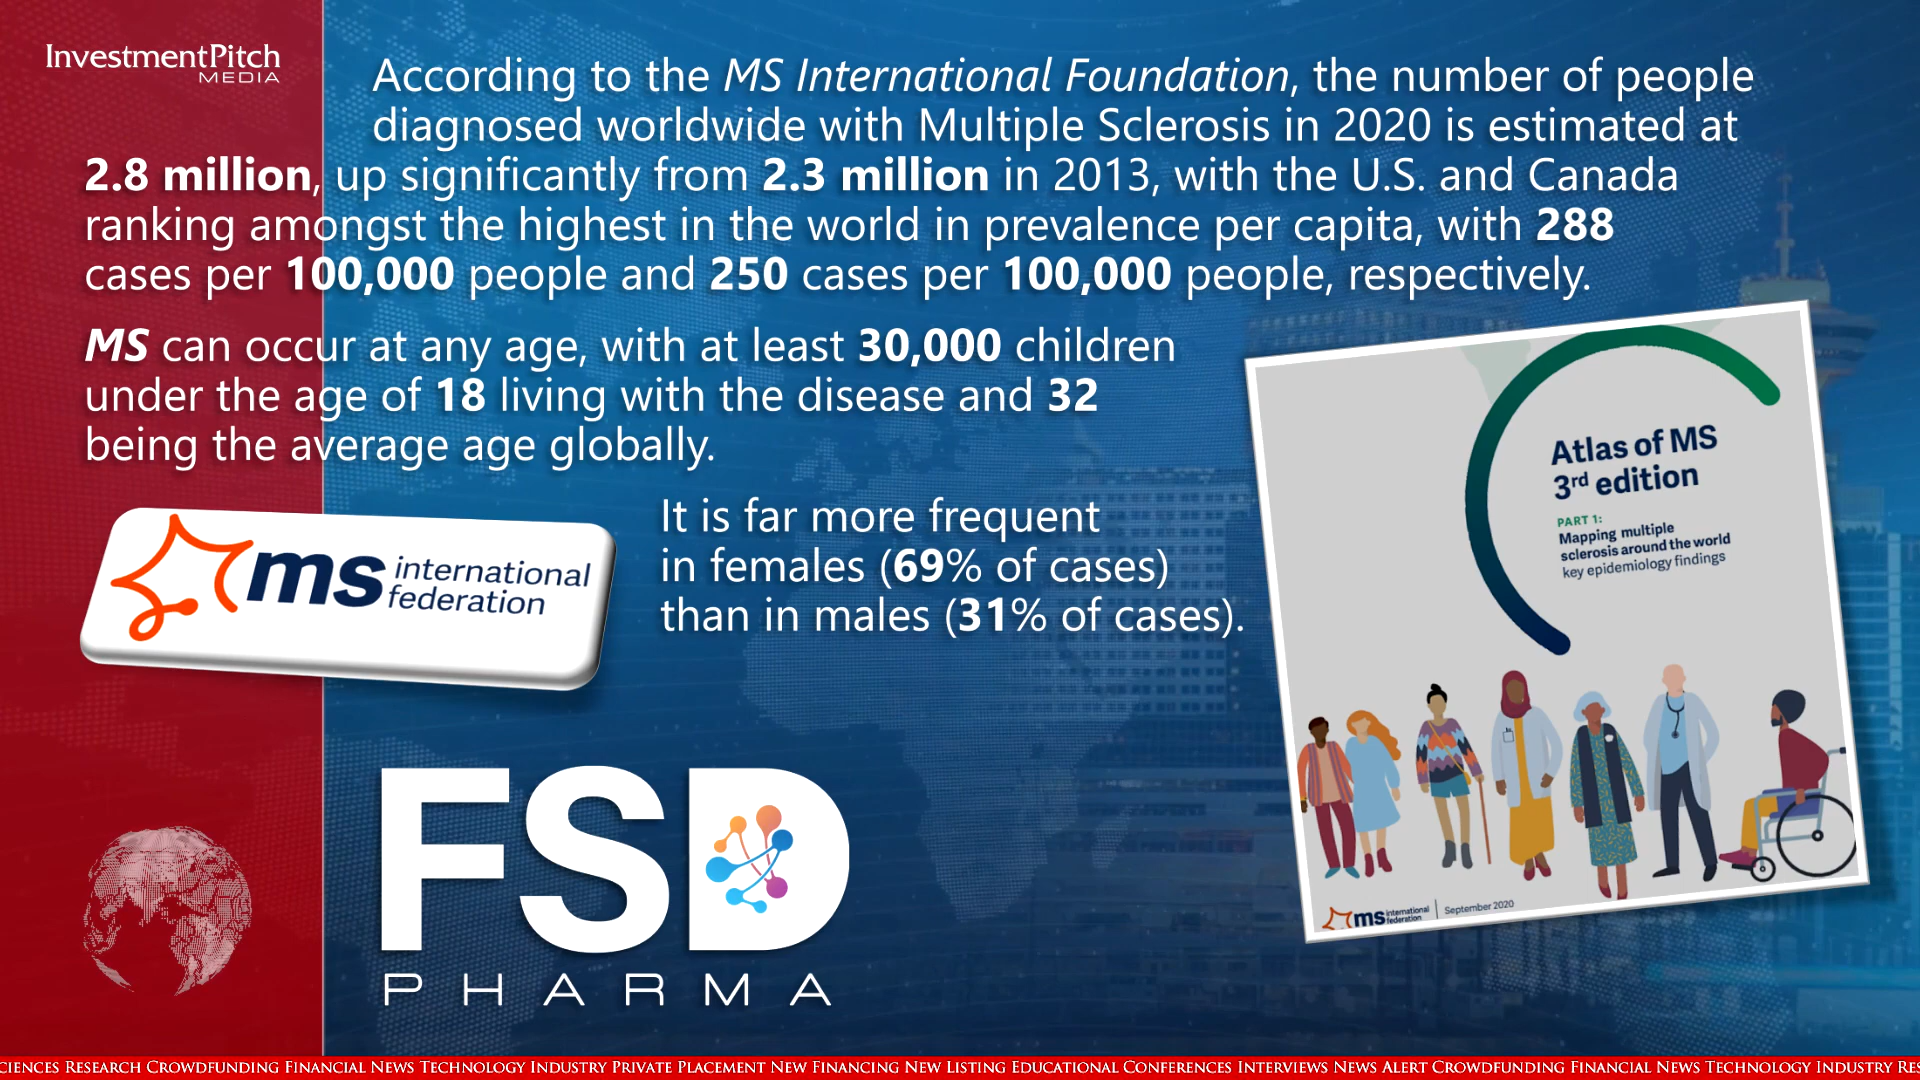 InvestmentPitch
MEDIA
According to the MS International Foundation, the number of people
diagnosed worldwide with Multiple Sclerosis in 2020 is estimated at
2.8 million, up significantly from 2.3 million in 2013, with the U.S. and Canada
ranking amongst the highest in the world in prevalence per capita, with 288
cases per 100,000 people and 250 cases per 100,000 people, respectively.
MS can occur at any age, with at least 30,000 children
under the age of 18 living with the disease and 32
being the average age globally.
It is far more frequent
in females (69% of cases)
than in males (31% of cases).
ms international
federation
Atlas of MS
3rd edition
PART 1:
Mapping multiple
sclerosis around the world
key epidemiology findings
ms international
federation
September 2020
FSD
PHARMA
CIENCES RESEARCH CROWDFUNDING FINANCIAL NEWS TECHNOLOGY INDUSTRY PRIVATE PLACEMENT NEW FINANCING NEW LISTING EDUCATIONAL CONFERENCES INTERVIEWS NEWS ALERT CROWDFUNDING FINANCIAL NEWS TECHNOLOGY INDUSTRY RES